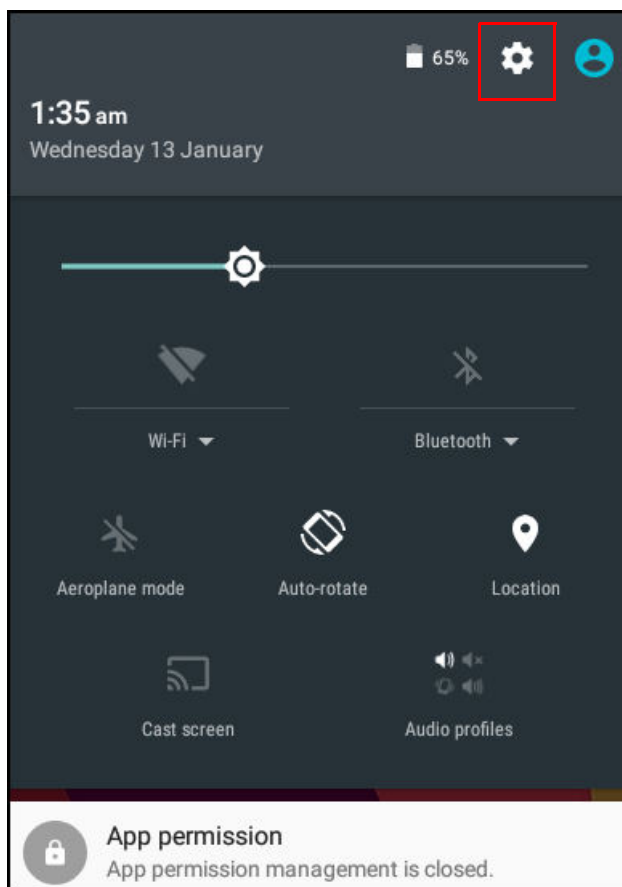 65%
1:35 am
Wednesday 13 January
Wi-Fi
Bluetooth
Aeroplane mode
Auto-rotate
Location
Cast screen
Audio profiles
App permission
App permission management is closed.